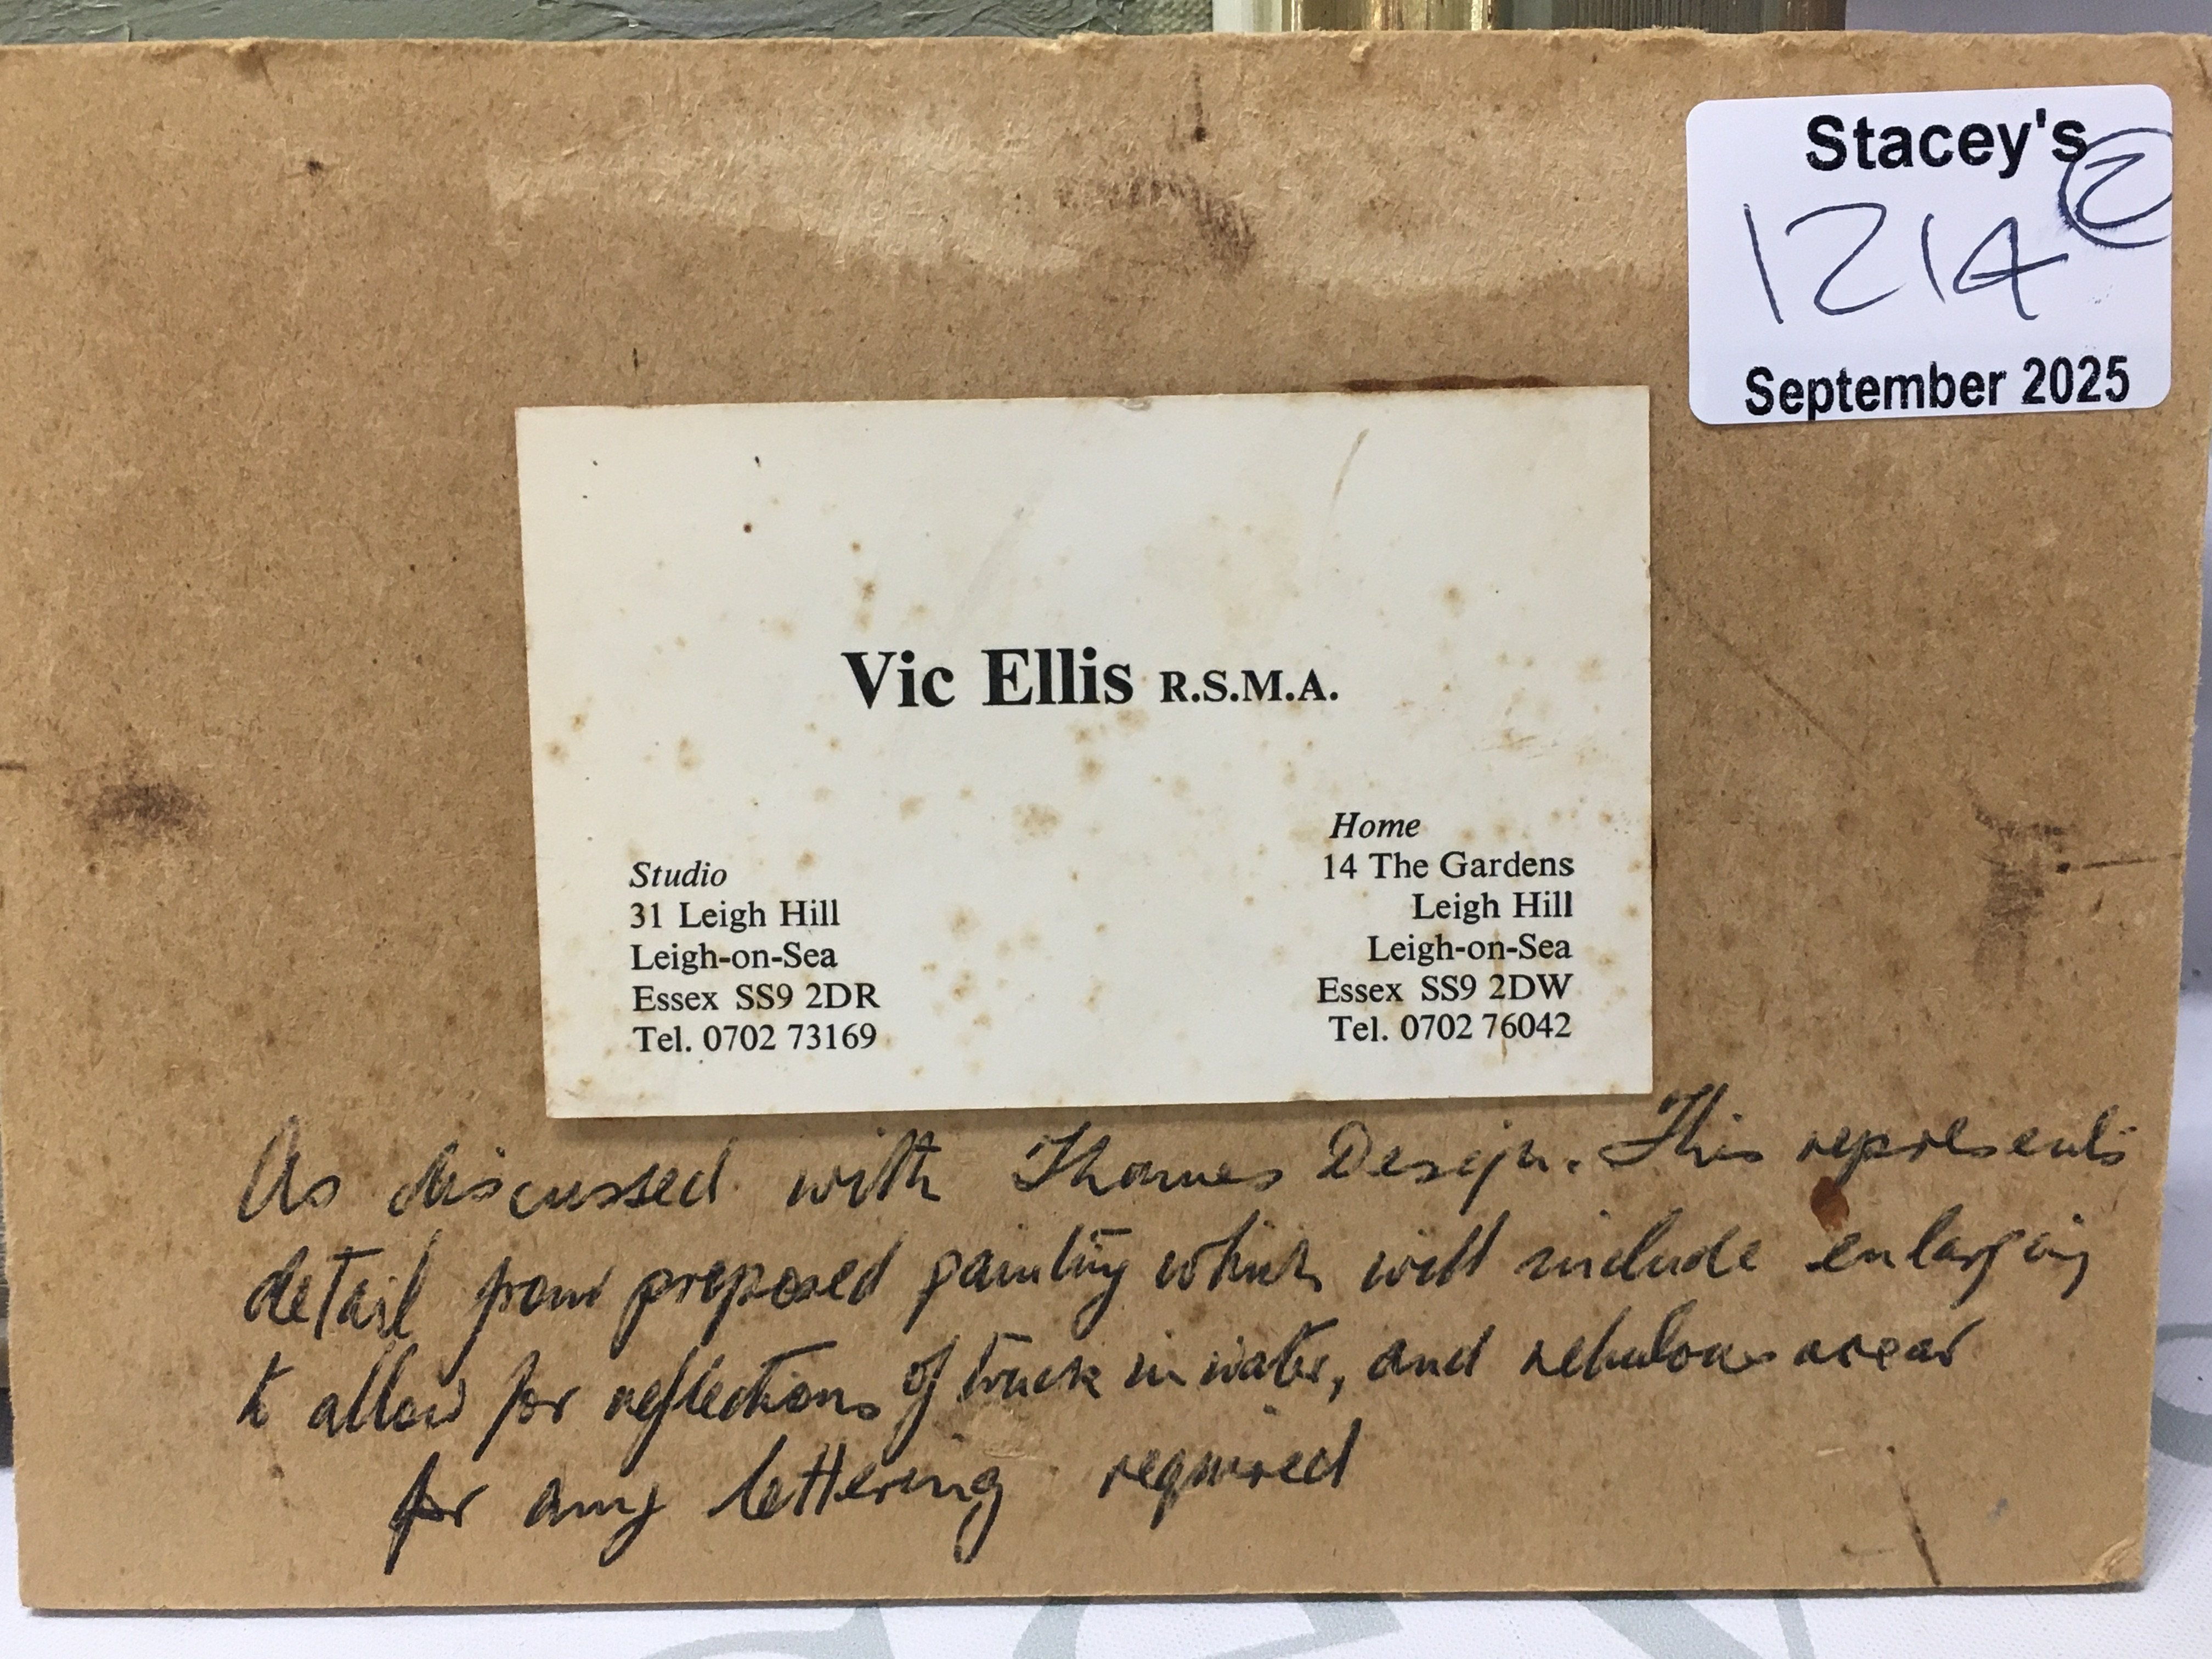 Stacey's
2
1214
September 2025
Vic Ellis R.S.M.A.
Studio
31 Leigh Hill
Leigh-on-Sea
Essex SS9 2DR
Tel. 0702 73169
Home
14 The Gardens
Leigh Hill
Leigh-on-Sea
Essex SS9 2DW
Tel. 0702 76042
As discussed with Thames Design. This represents
detail from proposed painting which will include enlarging
to allow for reflections of truck in water, and nebulous areas
for any lettering required